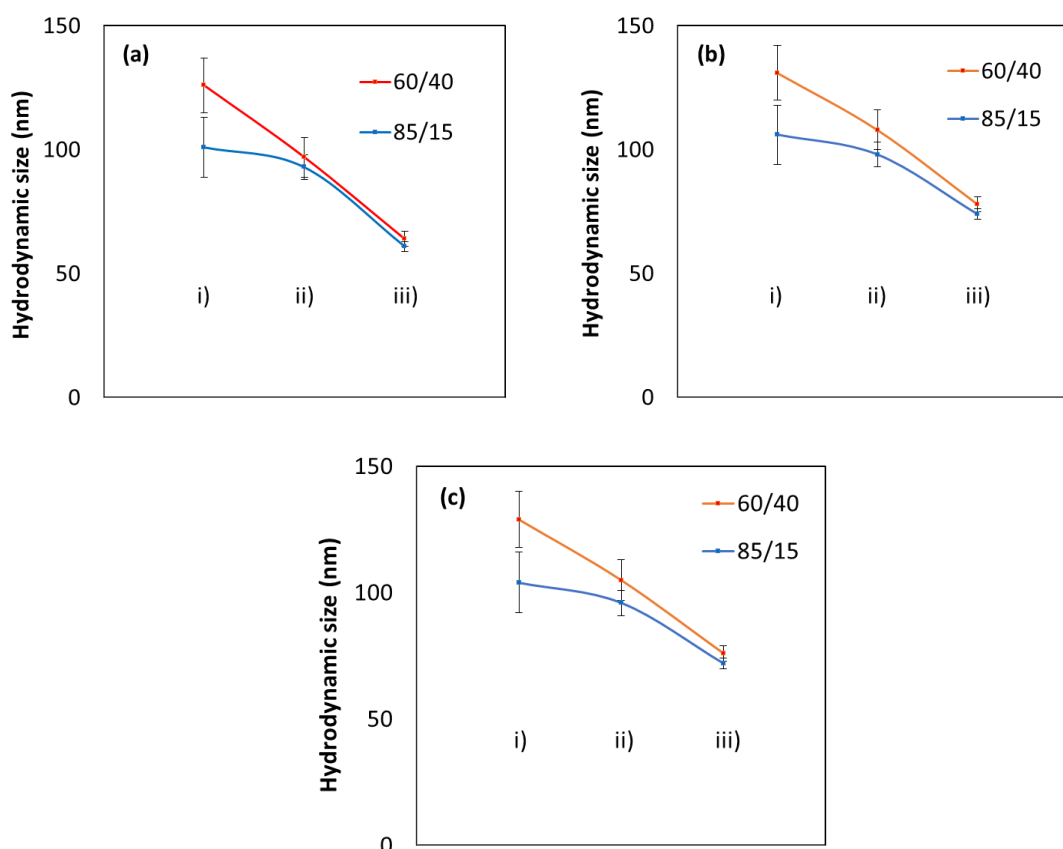 150
(a)
60/40
85/15
100
50
0
i)
ii)
iii)
Hydrodynamic size (nm)
150
(b)
60/40
85/15
100
50
0
i)
ii)
iii)
Hydrodynamic size (nm)
150
(c)
60/40
85/15
100
50
0
i)
ii)
iii)
Hydrodynamic size (nm)